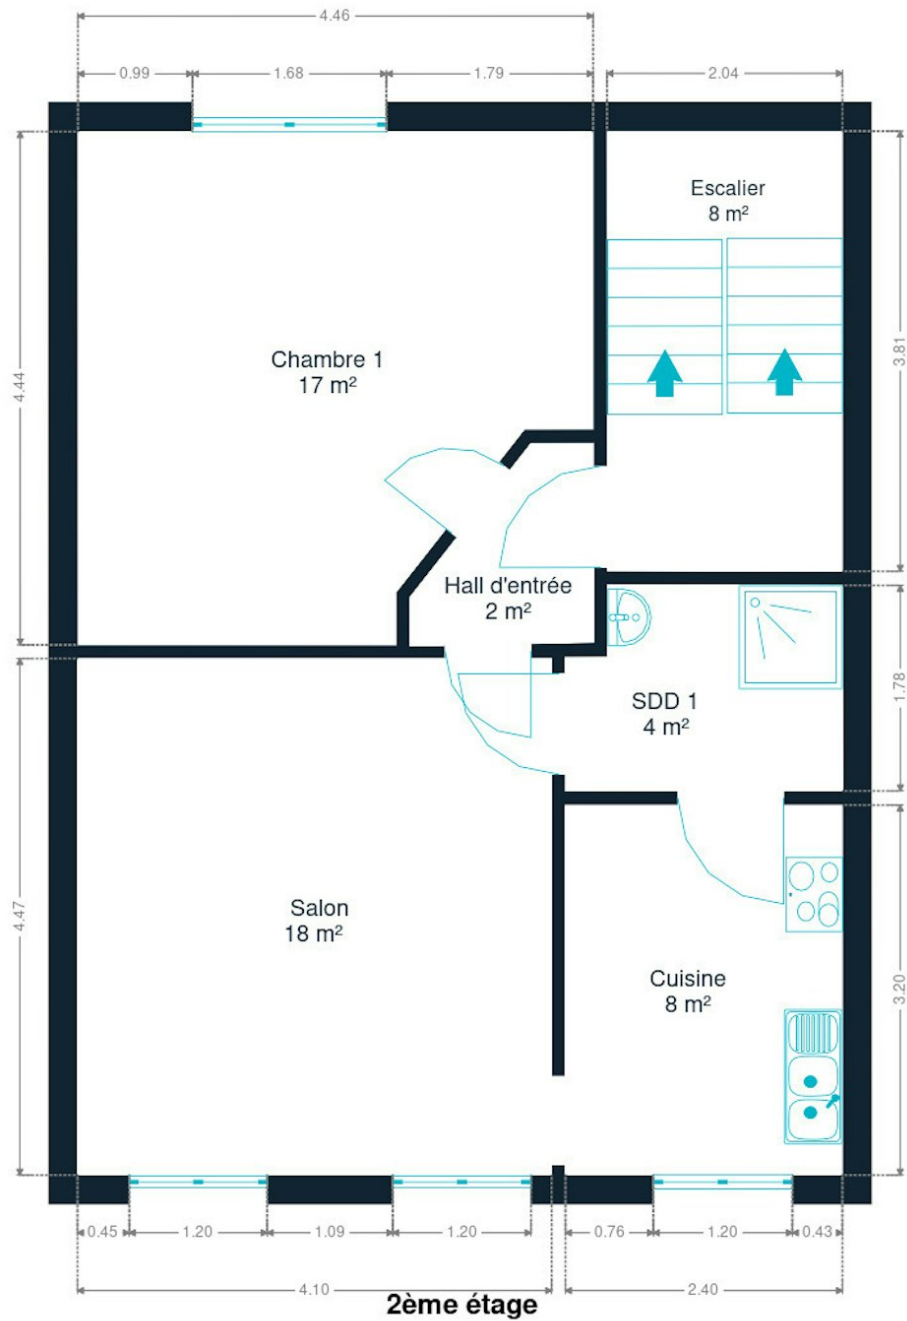 4.46
0.99
1.68
1.79
2.04
Escalier
8 m²
4.44
3.81
Chambre 1
17 m²
Hall d'entrée
2 m²
SDD 1
4 m²
1.78
Salon
18 m²
4.47
Cuisine
8 m²
3.20
0.45
1.20
1.09
1.20
0.76
1.20
0.43
4.10
2.40
2ème étage